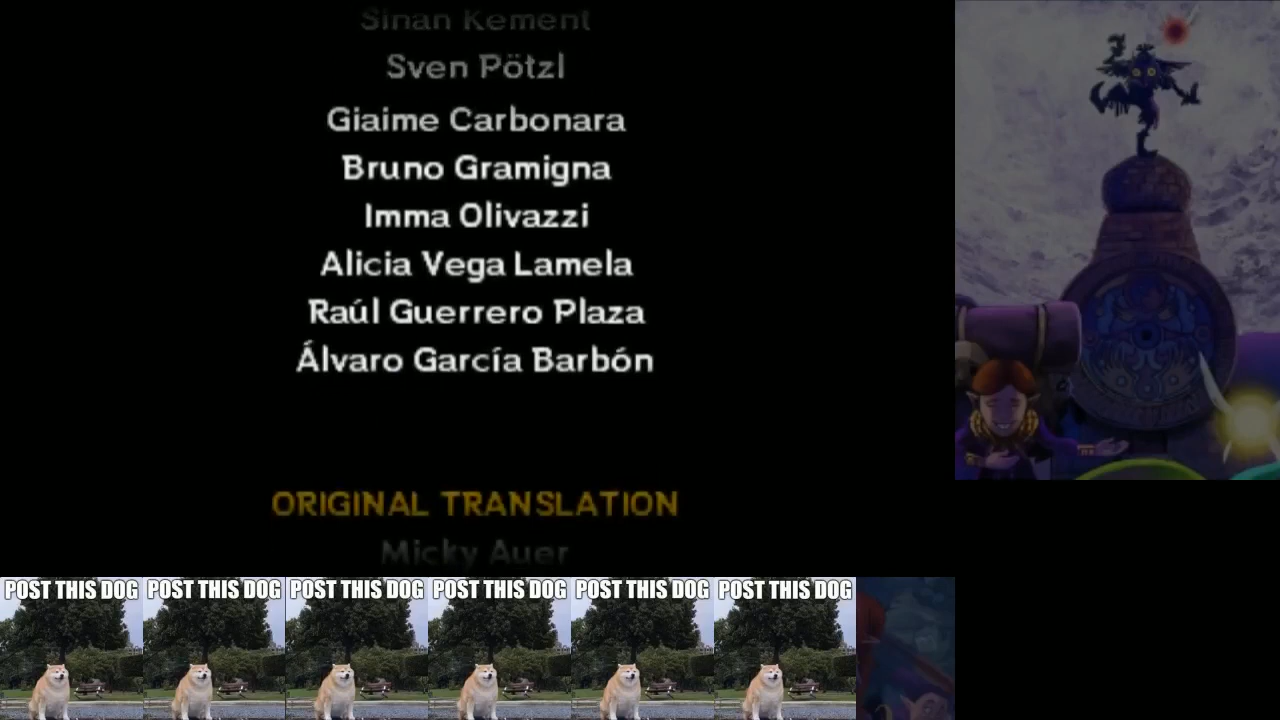 Sinan Kement
Sven Pötzl
Giaime Carbonara
Bruno Gramigna
Imma Olivazzi
Alicia Vega Lamela
Raúl Guerrero Plaza
Álvaro García Barbón
ORIGINAL TRANSLATION
Micky Auer
POST THIS DOG POST THIS DOG POST THIS DOG POST THIS DOG POST THIS DOG POST THIS DOG